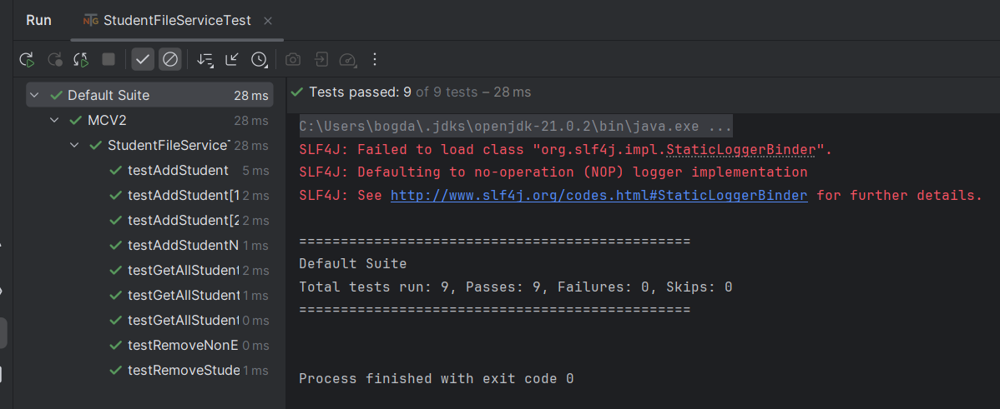 Run
NG StudentFileServiceTest
Default Suite 28 ms
MCV2 28 ms
StudentFileService 28 ms
testAddStudent 5 ms
testAddStudent[1 2 ms
testAddStudent[2 2 ms
testAddStudentN 1 ms
testGetAllStudent 2 ms
testGetAllStudent 1 ms
testGetAllStudent 0 ms
testRemoveNonE 0 ms
testRemoveStude 1 ms
Tests passed: 9 of 9 tests – 28 ms
C:\Users\bogda\.jdks\openjdk-21.0.2\bin\java.exe ...
SLF4J: Failed to load class "org.slf4j.impl.StaticLoggerBinder".
SLF4J: Defaulting to no-operation (NOP) logger implementation
SLF4J: See http://www.slf4j.org/codes.html#StaticLoggerBinder for further details.
===============================================
Default Suite
Total tests run: 9, Passes: 9, Failures: 0, Skips: 0
===============================================
Process finished with exit code 0